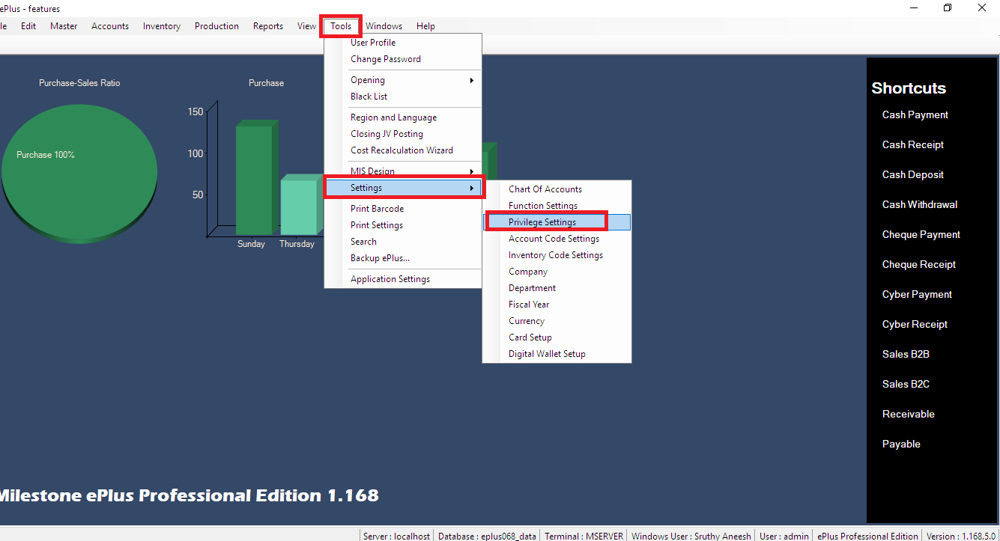 ePlus - features
le Edit Master Accounts Inventory Production Reports View Tools Windows Help
User Profile
Change Password
Opening
Black List
Region and Language
Closing JV Posting
Cost Recalculation Wizard
MIS Design
Settings
Print Barcode
Print Settings
Search
Backup ePlus...
Application Settings
Chart Of Accounts
Function Settings
Privilege Settings
Account Code Settings
Inventory Code Settings
Company
Department
Fiscal Year
Currency
Card Setup
Digital Wallet Setup
Purchase-Sales Ratio
Purchase 100%
Purchase
150
100
50
Sunday Thursday
Shortcuts
Cash Payment
Cash Receipt
Cash Deposit
Cash Withdrawal
Cheque Payment
Cheque Receipt
Cyber Payment
Cyber Receipt
Sales B2B
Sales B2C
Receivable
Payable
Milestone ePlus Professional Edition 1.168
Server : localhost Database : eplus068_data Terminal : MSERVER Windows User : Sruthy Aneesh User : admin ePlus Professional Edition Version : 1.168.5.0